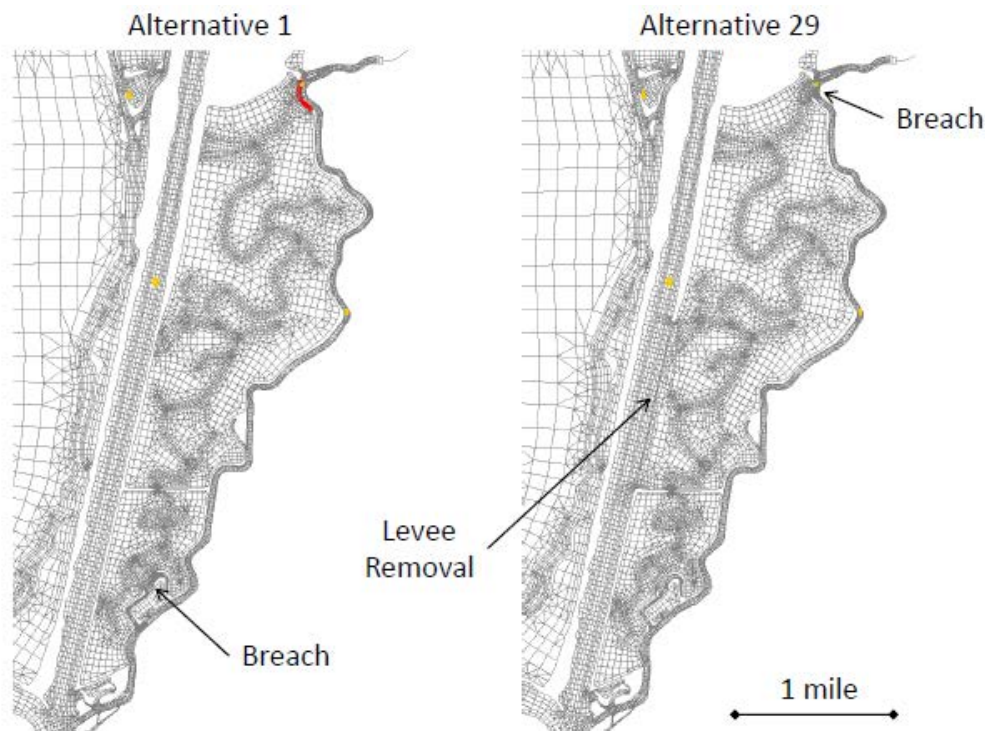 Alternative 1
Alternative 29
Breach
Levee
Removal
Breach
1 mile